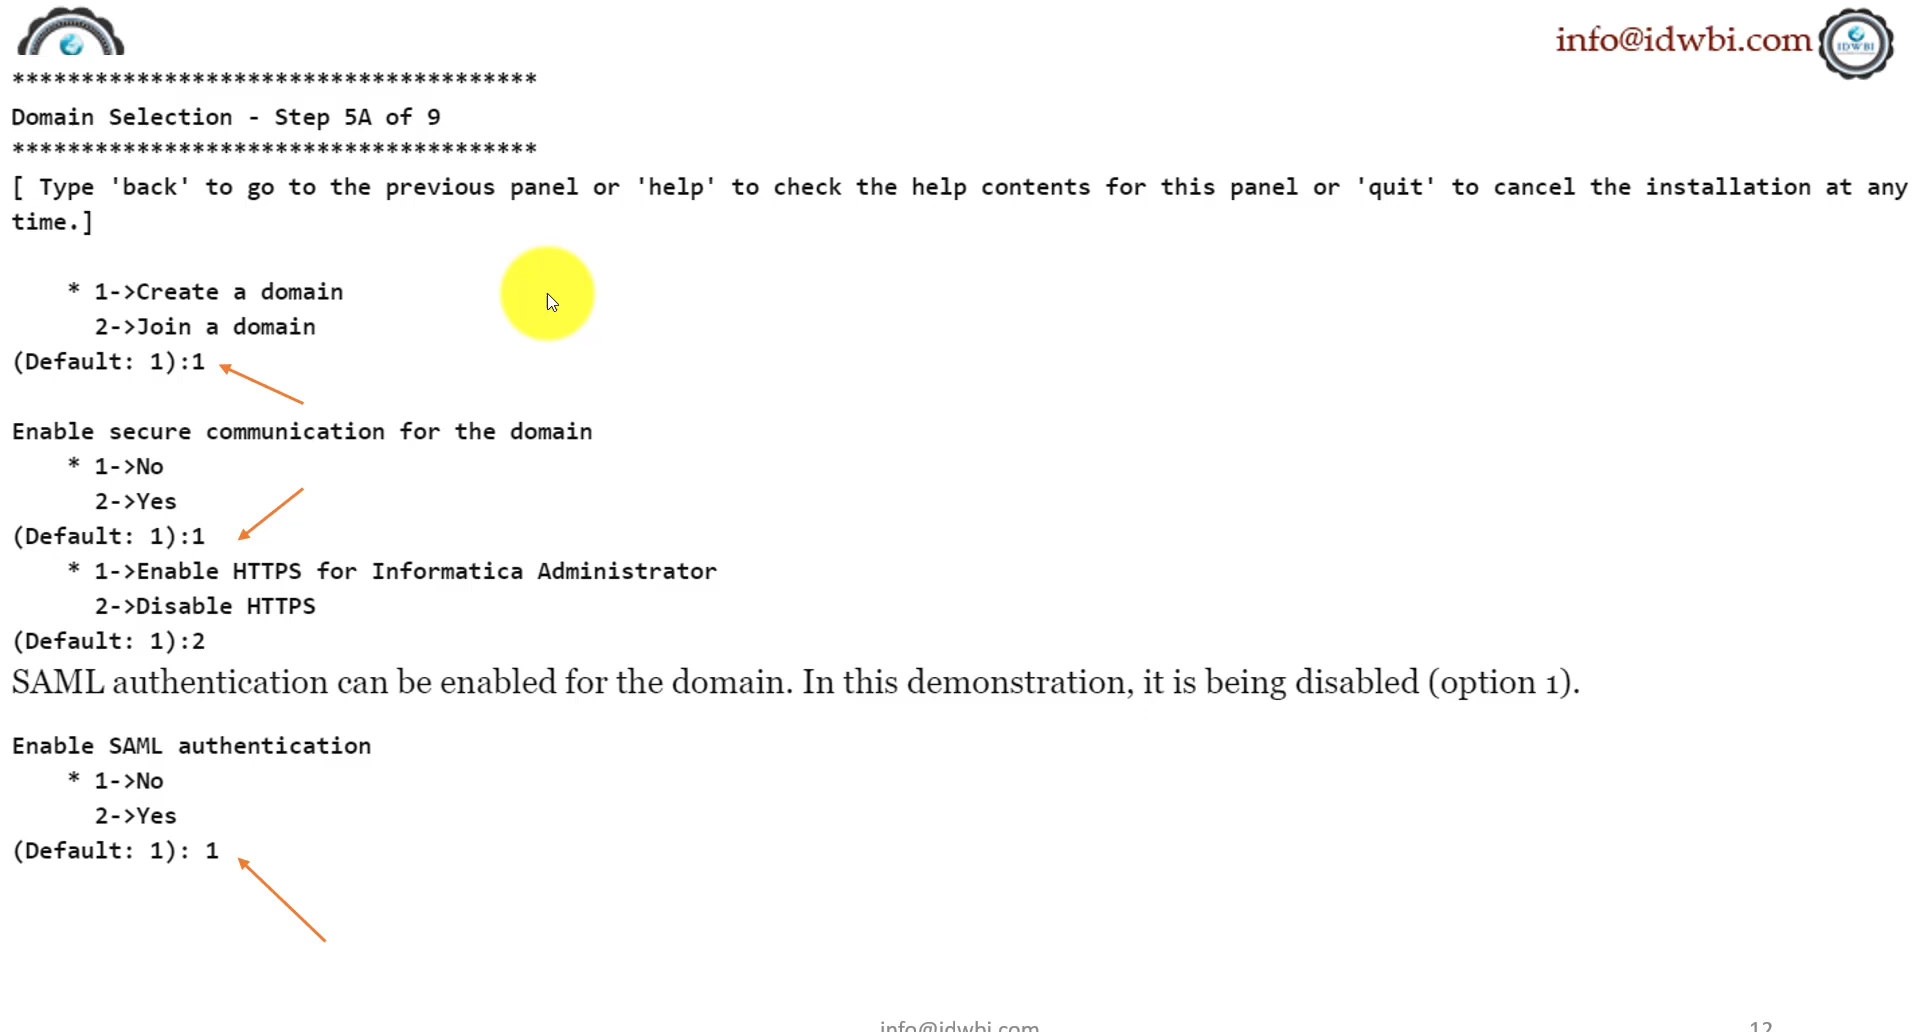 info@idwbi.com
IDWBI
***************************************
Domain Selection - Step 5A of 9
***************************************
[ Type 'back' to go to the previous panel or 'help' to check the help contents for this panel or 'quit' to cancel the installation at any
time.]
* 1->Create a domain
2->Join a domain
(Default: 1):1
Enable secure communication for the domain
* 1->No
2->Yes
(Default: 1):1
* 1->Enable HTTPS for Informatica Administrator
2->Disable HTTPS
(Default: 1):2
SAML authentication can be enabled for the domain. In this demonstration, it is being disabled (option 1).
Enable SAML authentication
* 1->No
2->Yes
(Default: 1): 1
info@idwbi.com
12